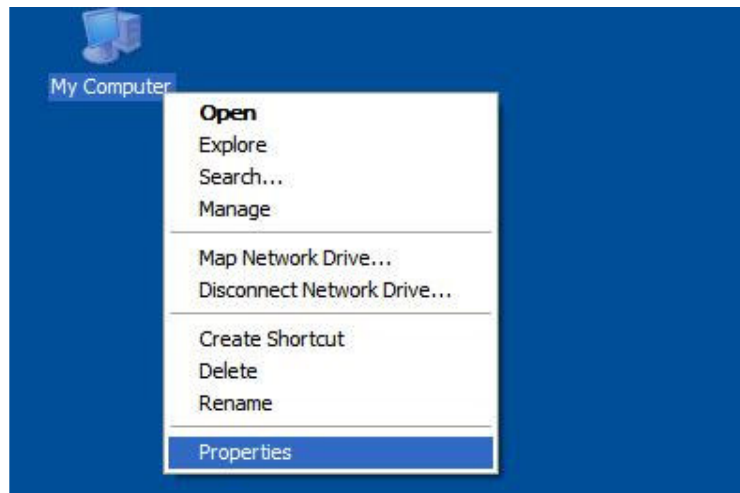 My Computer
Open
Explore
Search...
Manage
Map Network Drive...
Disconnect Network Drive...
Create Shortcut
Delete
Rename
Properties